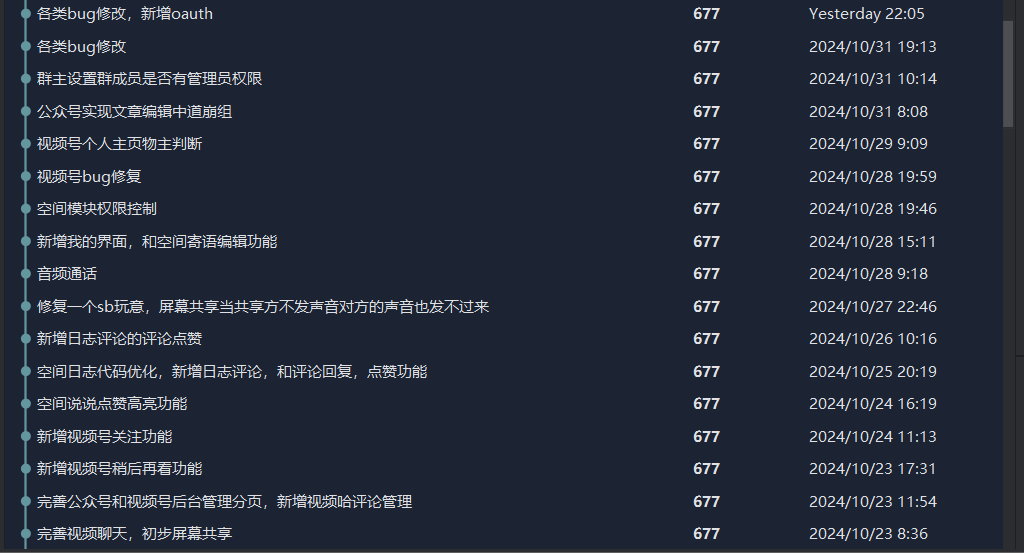 各类bug修改，新增oauth 677 Yesterday 22:05
各类bug修改 677 2024/10/31 19:13
群主设置群成员是否有管理员权限 677 2024/10/31 10:14
公众号实现文章编辑中道崩组 677 2024/10/31 8:08
视频号个人主页物主判断 677 2024/10/29 9:09
视频号bug修复 677 2024/10/28 19:59
空间模块权限控制 677 2024/10/28 19:46
新增我的界面，和空间寄语编辑功能 677 2024/10/28 15:11
音频通话 677 2024/10/28 9:18
修复一个sb玩意，屏幕共享当共享方不发声音对方的声音也发不过来 677 2024/10/27 22:46
新增日志评论的评论点赞 677 2024/10/26 10:16
空间日志代码优化，新增日志评论，和评论回复，点赞功能 677 2024/10/25 20:19
空间说说点赞高亮功能 677 2024/10/24 16:19
新增视频号关注功能 677 2024/10/24 11:13
新增视频号稍后再看功能 677 2024/10/23 17:31
完善公众号和视频号后台管理分页，新增视频哈评论管理 677 2024/10/23 11:54
完善视频聊天，初步屏幕共享 677 2024/10/23 8:36